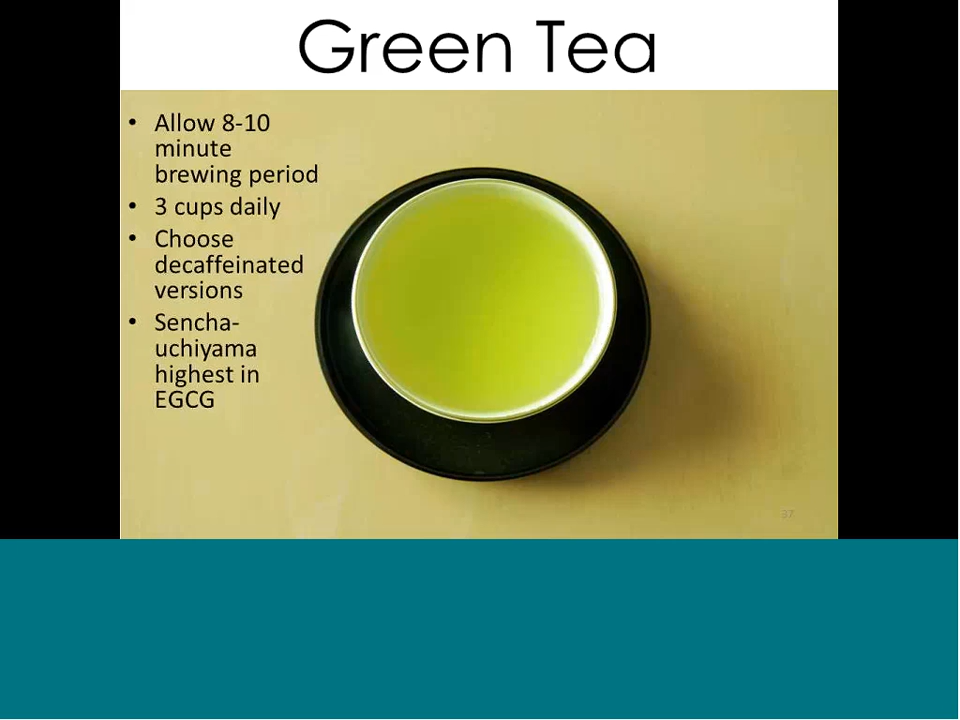 Green Tea
• Allow 8-10
minute
brewing period
• 3 cups daily
• Choose
decaffeinated
versions
• Sencha-
uchiyama
highest in
EGCG
37